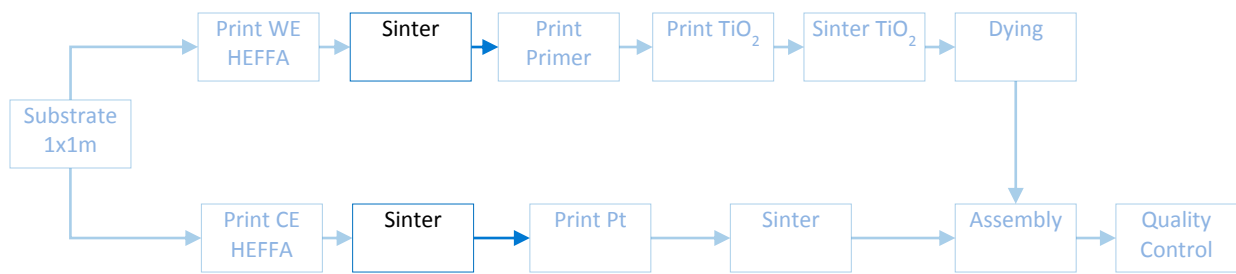 Print WE
HEFFA
Sinter
Print
Primer
Print TiO₂
Sinter TiO₂
Dying
Substrate
1x1m
Print CE
HEFFA
Sinter
Print Pt
Sinter
Assembly
Quality
Control